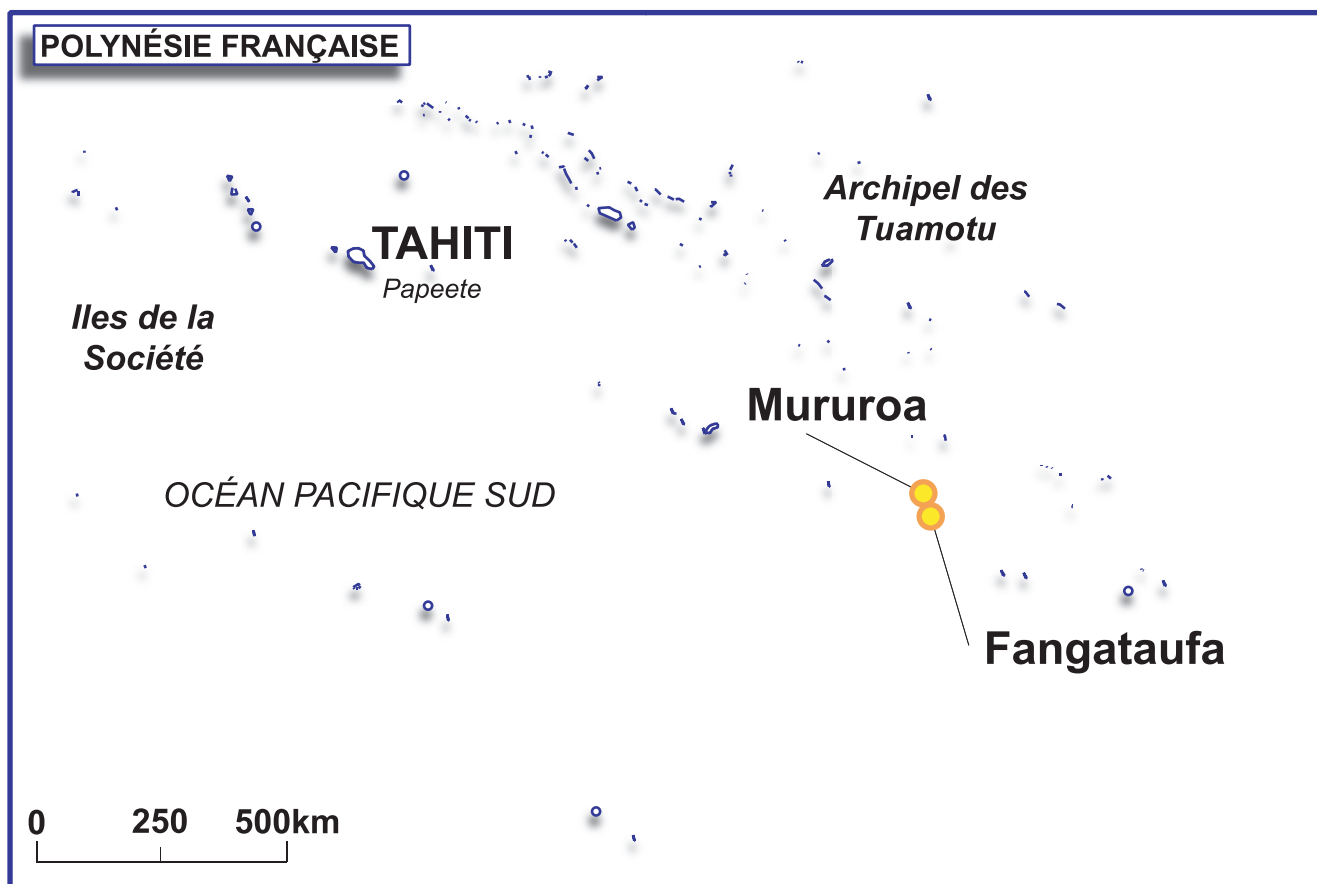 POLYNÉSIE FRANÇAISE
Archipel des
Tuamotu
TAHITI
Papeete
Iles de la
Société
Mururoa
OCÉAN PACIFIQUE SUD
Fangataufa
0 250 500km